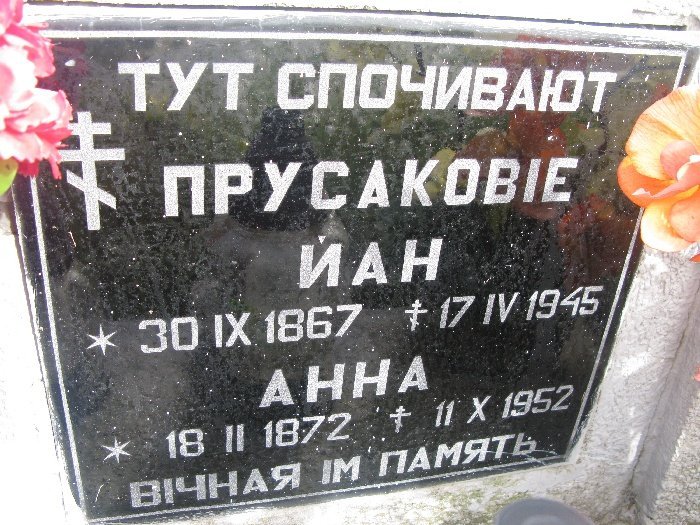 ТУТ СПОЧИВАЮТ
ПРУСАКОВІЕ
ЙАН
* 30 IX 1867 ☦ 17 IV 1945
АННА
* 18 II 1872 ☦ 11 X 1952
ВІЧНАЯ ІМ ПАМЯТЬ